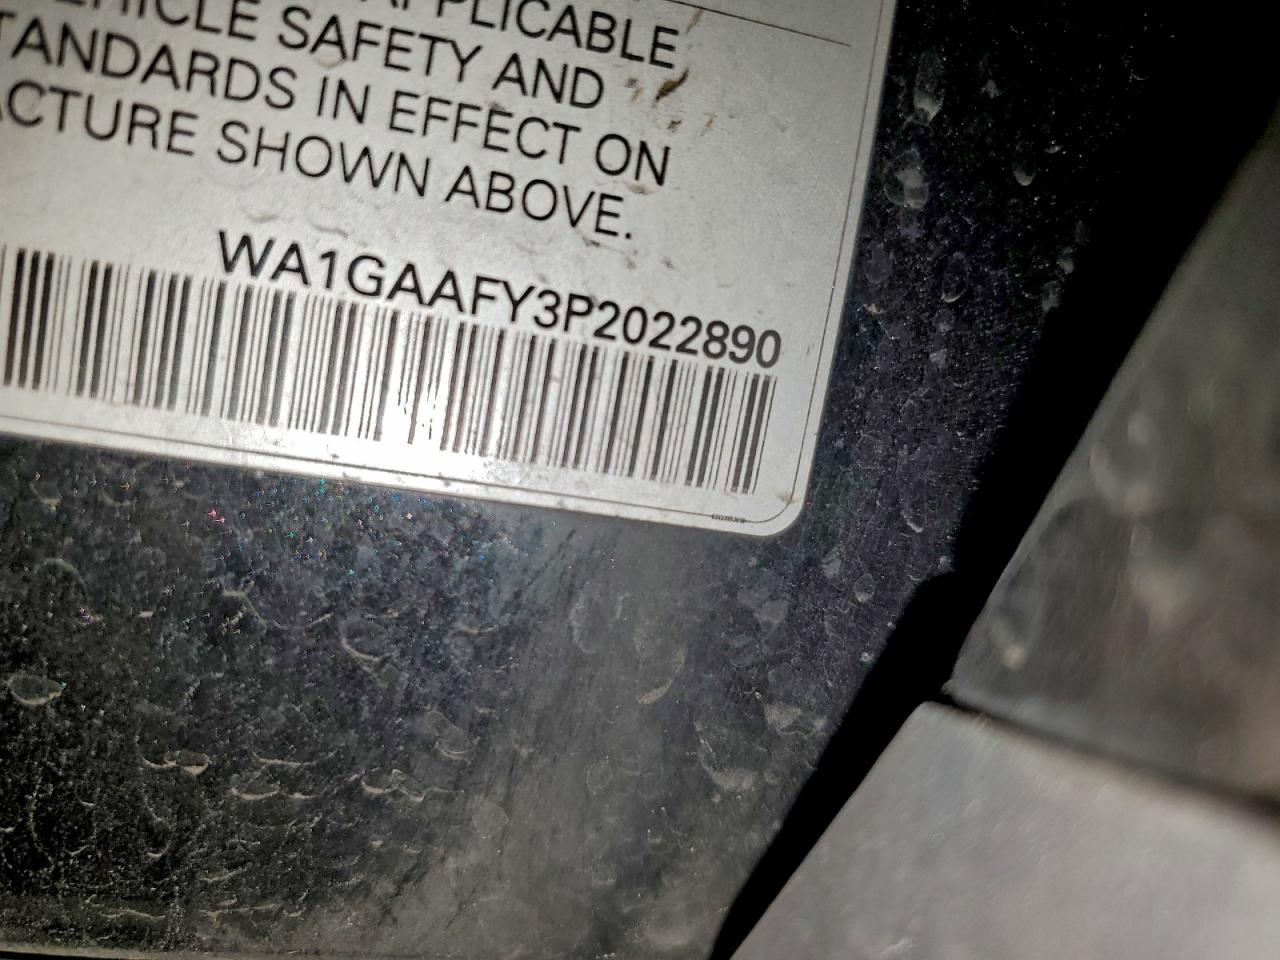 APPLICABLE
VEHICLE SAFETY AND
STANDARDS IN EFFECT ON
ACTURE SHOWN ABOVE.
WA1GAAFY3P2022890